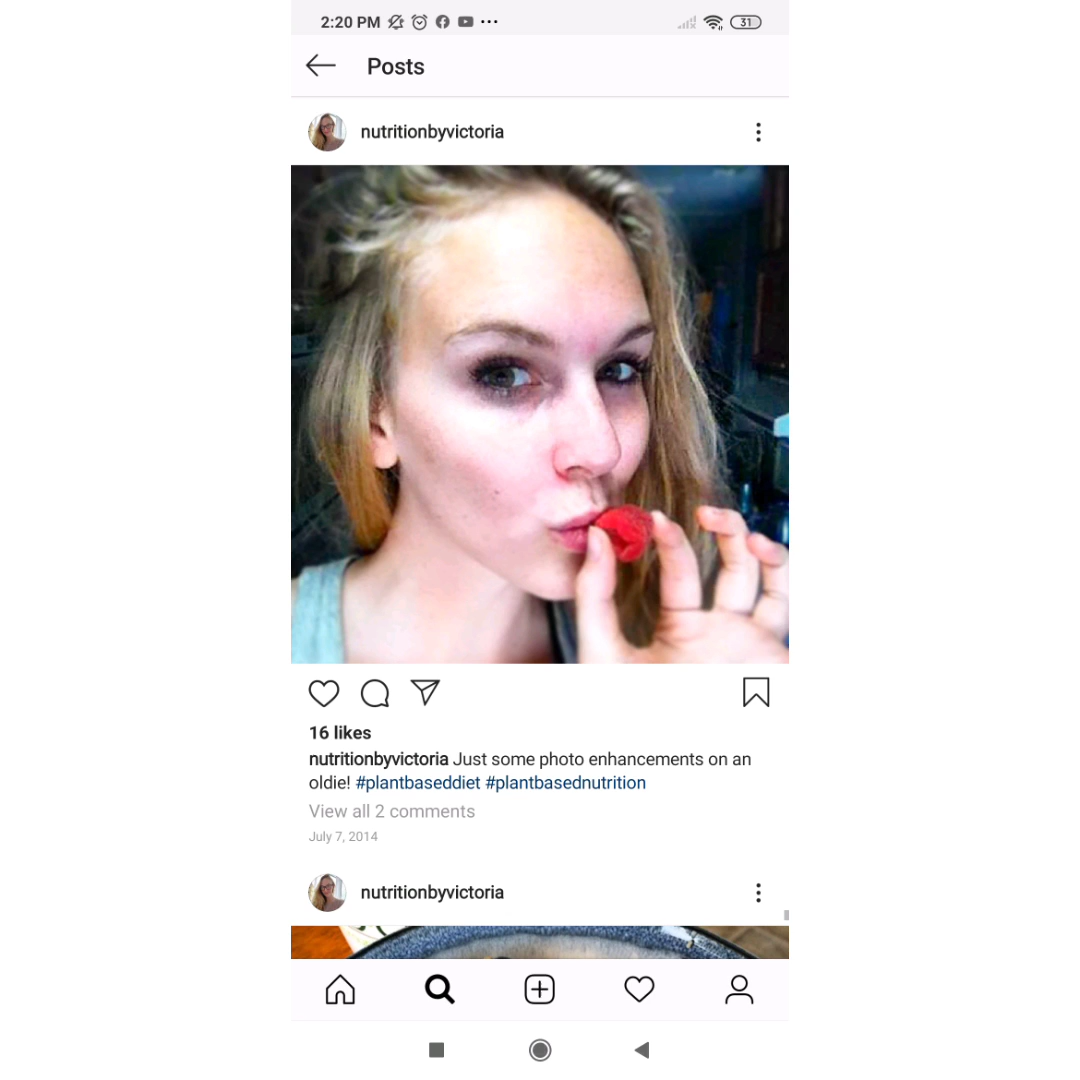 2:20 PM
31
Posts
nutritionbyvictoria
16 likes
nutritionbyvictoria Just some photo enhancements on an
oldie! #plantbaseddiet #plantbasednutrition
View all 2 comments
July 7, 2014
nutritionbyvictoria